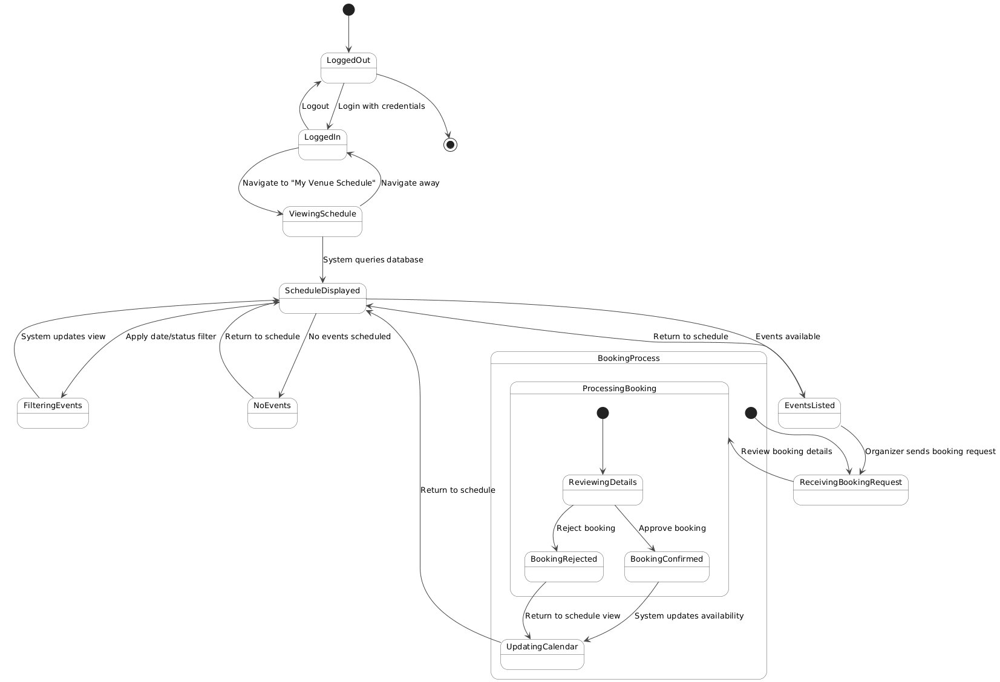 LoggedOut
Logout
Login with credentials
LoggedIn
Navigate to "My Venue Schedule"
Navigate away
ViewingSchedule
System queries database
ScheduleDisplayed
System updates view
Apply date/status filter
Return to schedule
No events scheduled
Return to schedule
Events available
BookingProcess
ProcessingBooking
FilteringEvents
NoEvents
EventsListed
Review booking details
Organizer sends booking request
ReviewingDetails
ReceivingBookingRequest
Return to schedule
Reject booking
Approve booking
BookingRejected
BookingConfirmed
Return to schedule view
System updates availability
UpdatingCalendar